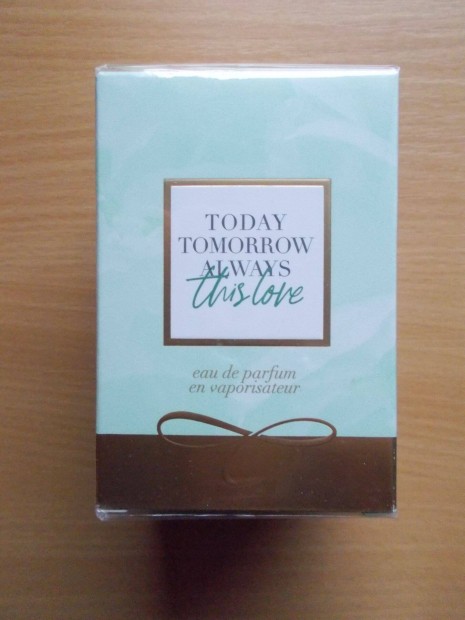 TODAY
TOMORROW
ALWAYS
this love
eau de parfum
en vaporisateur